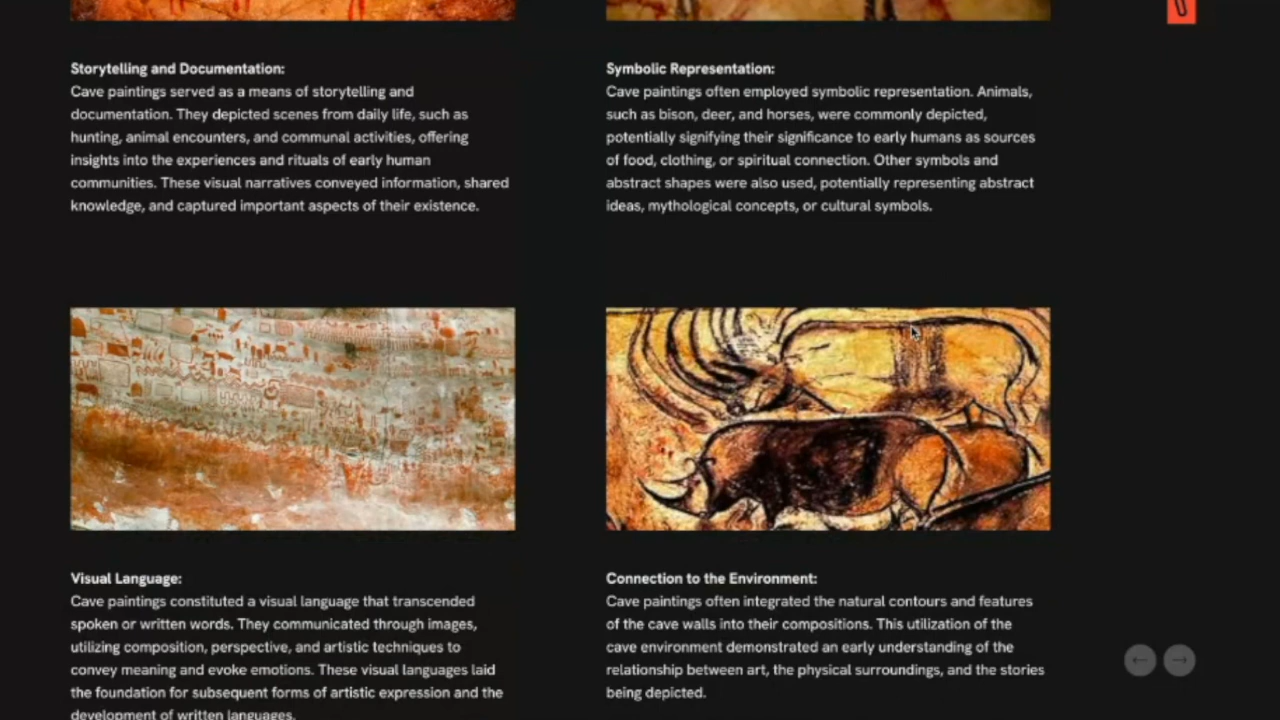 Storytelling and Documentation:
Cave paintings served as a means of storytelling and
documentation. They depicted scenes from daily life, such as
hunting, animal encounters, and communal activities, offering
insights into the experiences and rituals of early human
communities. These visual narratives conveyed information, shared
knowledge, and captured important aspects of their existence.
Symbolic Representation:
Cave paintings often employed symbolic representation. Animals,
such as bison, deer, and horses, were commonly depicted,
potentially signifying their significance to early humans as sources
of food, clothing, or spiritual connection. Other symbols and
abstract shapes were also used, potentially representing abstract
ideas, mythological concepts, or cultural symbols.
Visual Language:
Cave paintings constituted a visual language that transcended
spoken or written words. They communicated through images,
utilizing composition, perspective, and artistic techniques to
convey meaning and evoke emotions. These visual languages laid
the foundation for subsequent forms of artistic expression and the
development of written languages.
Connection to the Environment:
Cave paintings often integrated the natural contours and features
of the cave walls into their compositions. This utilization of the
cave environment demonstrated an early understanding of the
relationship between art, the physical surroundings, and the stories
being depicted.